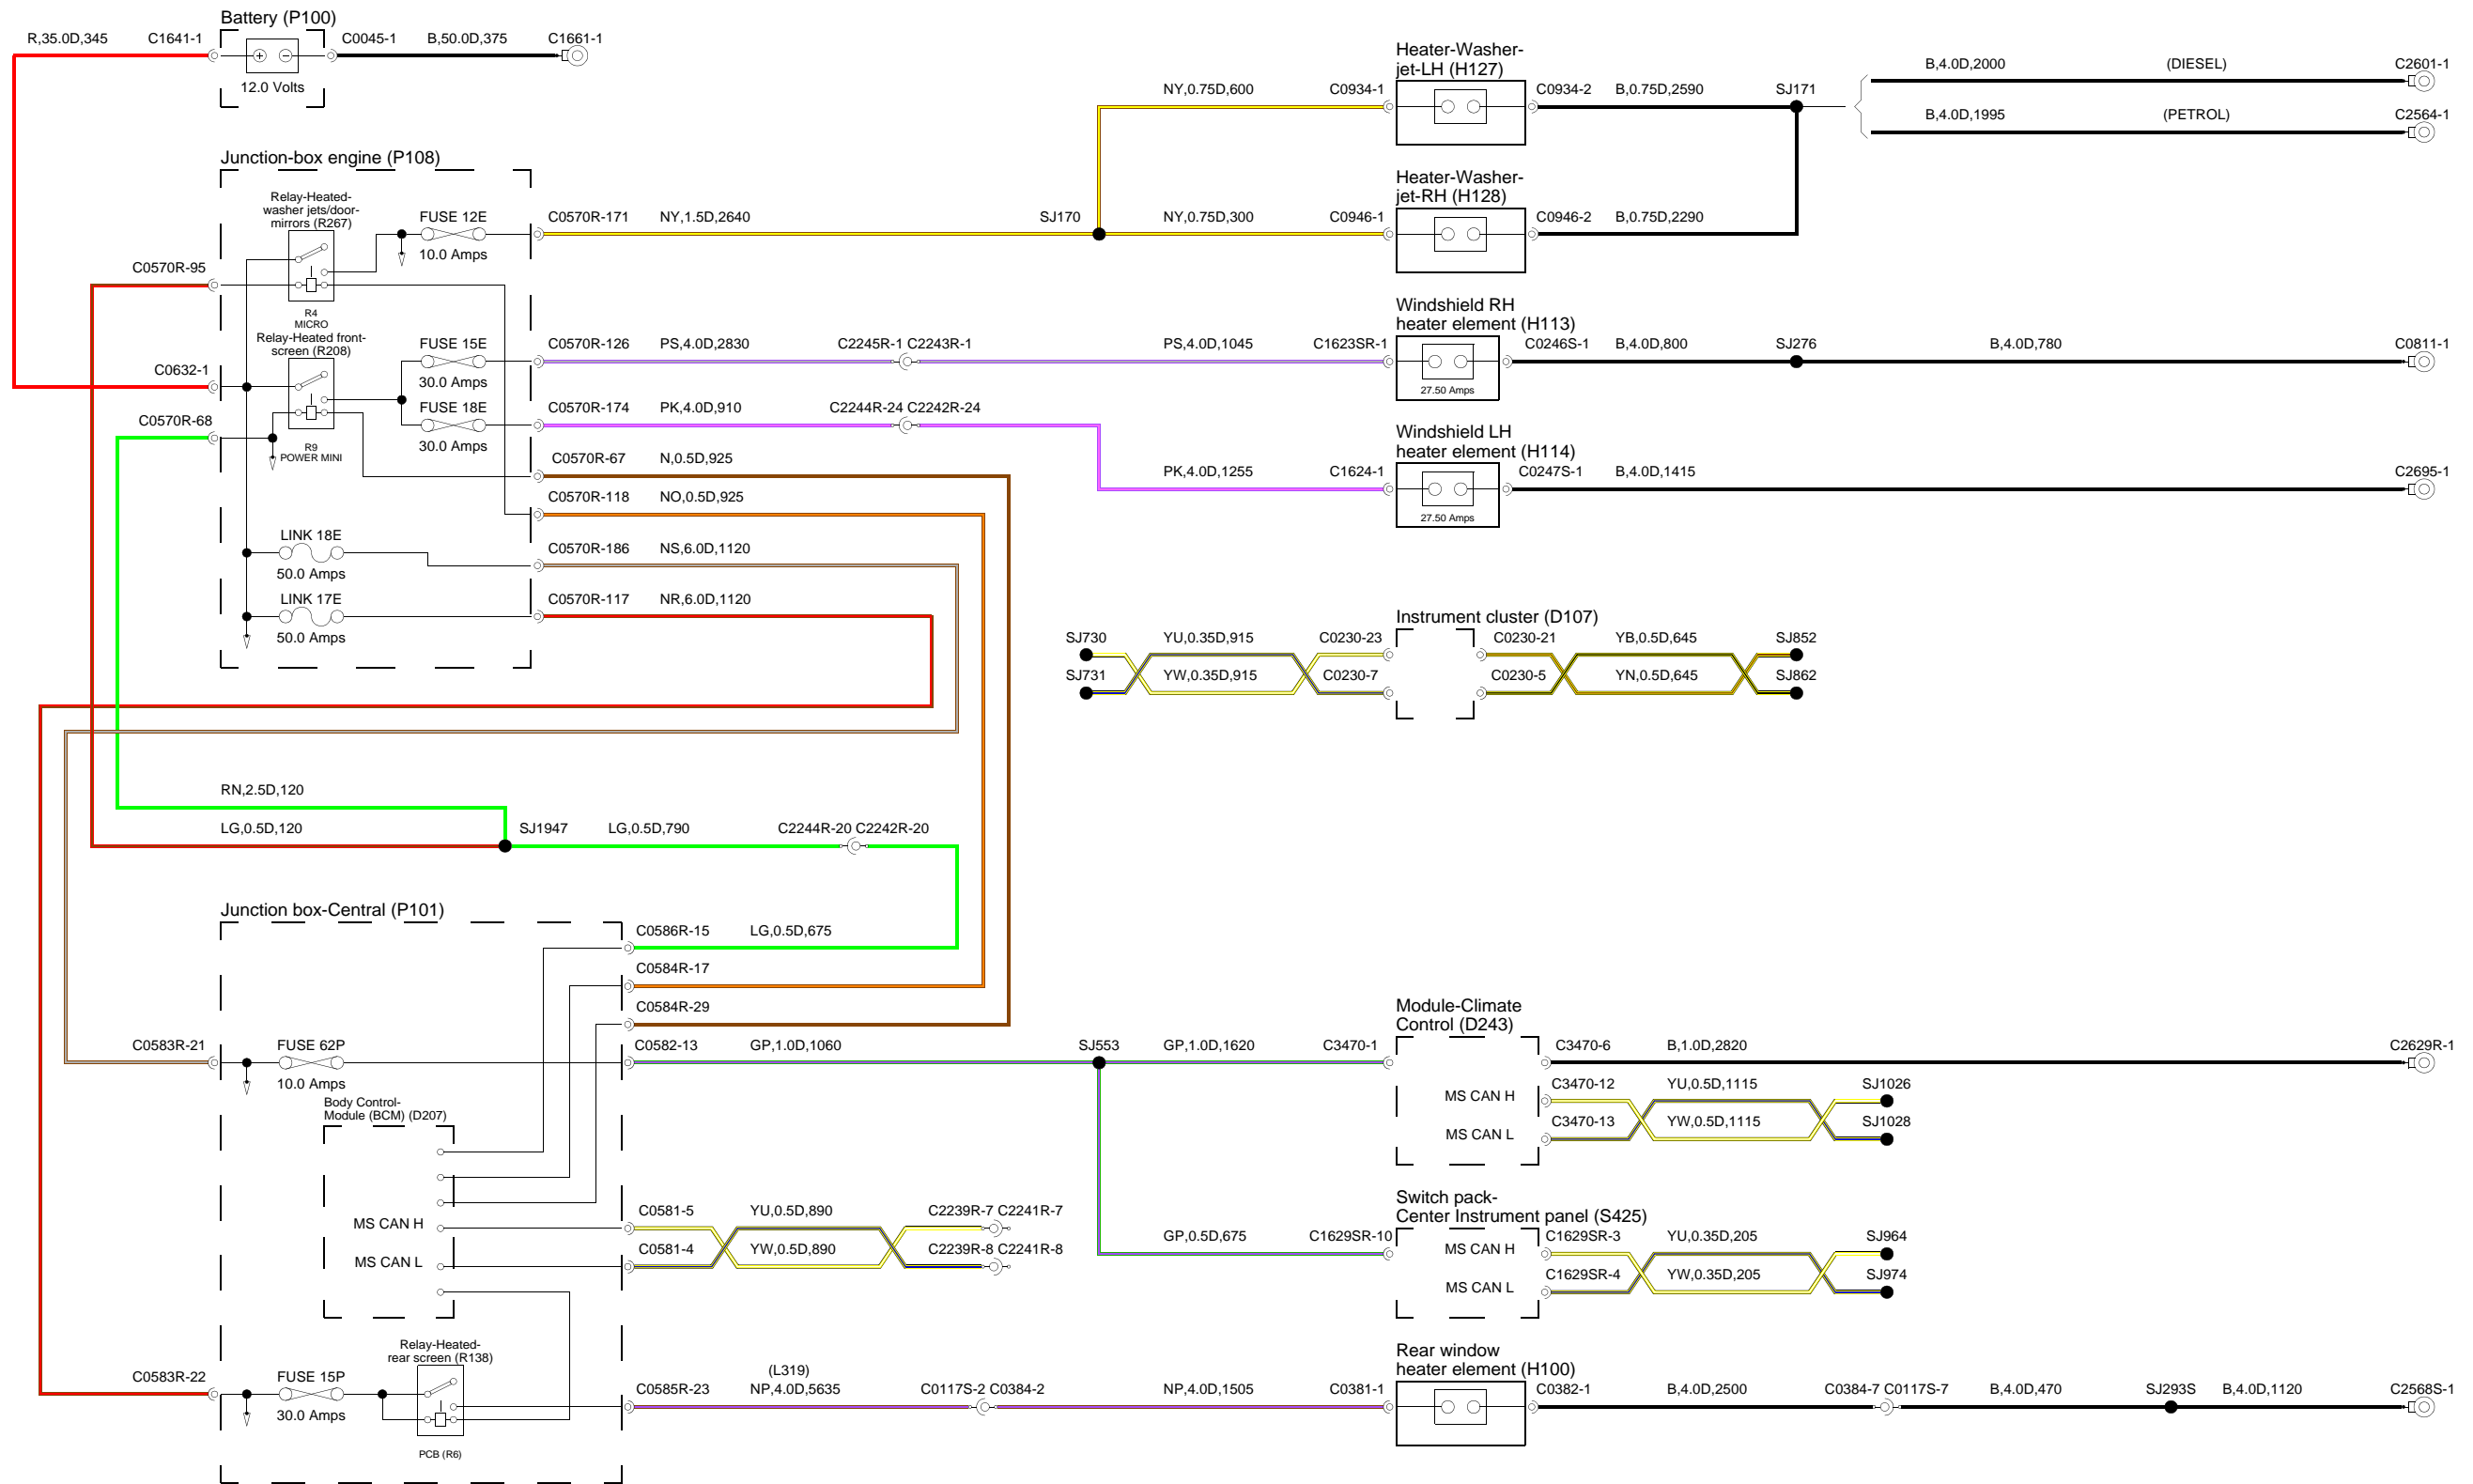 Battery (P100)
R,35.0D,345
C1641-1
C0045-1
B,50.0D,375
C1661-1
12.0 Volts
Heater-Washer-
jet-LH (H127)
NY,0.75D,600
C0934-1
C0934-2
B,0.75D,2590
SJ171
B,4.0D,2000
(DIESEL)
C2601-1
B,4.0D,1995
(PETROL)
C2564-1
Junction-box engine (P108)
Relay-Heated-
washer jets/door-
mirrors (R267)
FUSE 12E
10.0 Amps
C0570R-171
NY,1.5D,2640
SJ170
Heater-Washer-
jet-RH (H128)
NY,0.75D,300
C0946-1
C0946-2
B,0.75D,2290
C0570R-95
R4
MICRO
Relay-Heated front-
screen (R208)
FUSE 15E
30.0 Amps
C0570R-126
PS,4.0D,2830
C2245R-1 C2243R-1
PS,4.0D,1045
C1623SR-1
Windshield RH
heater element (H113)
27.50 Amps
C0246S-1
B,4.0D,800
SJ276
B,4.0D,780
C0811-1
C0632-1
FUSE 18E
30.0 Amps
C0570R-174
PK,4.0D,910
C2244R-24 C2242R-24
C0570R-68
R9
POWER MINI
Windshield LH
heater element (H114)
PK,4.0D,1255
C1624-1
27.50 Amps
C0247S-1
B,4.0D,1415
C2695-1
C0570R-67
N,0.5D,925
C0570R-118
NO,0.5D,925
LINK 18E
50.0 Amps
C0570R-186
NS,6.0D,1120
LINK 17E
50.0 Amps
C0570R-117
NR,6.0D,1120
Instrument cluster (D107)
SJ730
YU,0.35D,915
C0230-23
C0230-21
YB,0.5D,645
SJ852
SJ731
YW,0.35D,915
C0230-7
C0230-5
YN,0.5D,645
SJ862
RN,2.5D,120
LG,0.5D,120
SJ1947
LG,0.5D,790
C2244R-20 C2242R-20
Junction box-Central (P101)
C0586R-15
LG,0.5D,675
C0584R-17
C0584R-29
C0583R-21
FUSE 62P
10.0 Amps
C0582-13
GP,1.0D,1060
SJ553
GP,1.0D,1620
C3470-1
Module-Climate
Control (D243)
C3470-6
B,1.0D,2820
C2629R-1
MS CAN H
C3470-12
YU,0.5D,1115
SJ1026
MS CAN L
C3470-13
YW,0.5D,1115
SJ1028
Body Control-
Module (BCM) (D207)
MS CAN H
C0581-5
YU,0.5D,890
C2239R-7 C2241R-7
MS CAN L
C0581-4
YW,0.5D,890
C2239R-8 C2241R-8
Switch pack-
Center Instrument panel (S425)
GP,0.5D,675
C1629SR-10
MS CAN H
C1629SR-3
YU,0.35D,205
SJ964
MS CAN L
C1629SR-4
YW,0.35D,205
SJ974
Relay-Heated-
rear screen (R138)
C0583R-22
FUSE 15P
30.0 Amps
PCB (R6)
C0585R-23
(L319)
NP,4.0D,5635
C0117S-2 C0384-2
NP,4.0D,1505
C0381-1
Rear window
heater element (H100)
C0382-1
B,4.0D,2500
C0384-7 C0117S-7
B,4.0D,470
SJ293S
B,4.0D,1120
C2568S-1